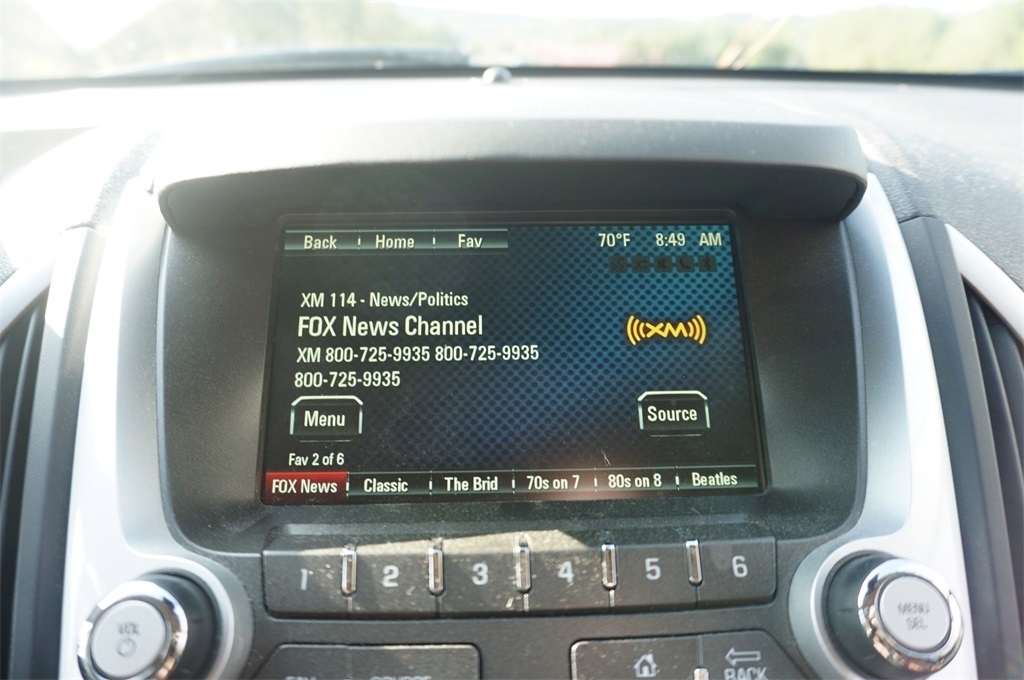 Back Home Fav 70°F 8:49 AM
XM 114 - News/Politics
FOX News Channel
((XM))
XM 800-725-9935 800-725-9935
800-725-9935
Menu Source
Fav 2 of 6
FOX News Classic The Brid 70s on 7 80s on 8 Beatles
1 2 3 4 5 6
VOL MENU
SEL
BACK